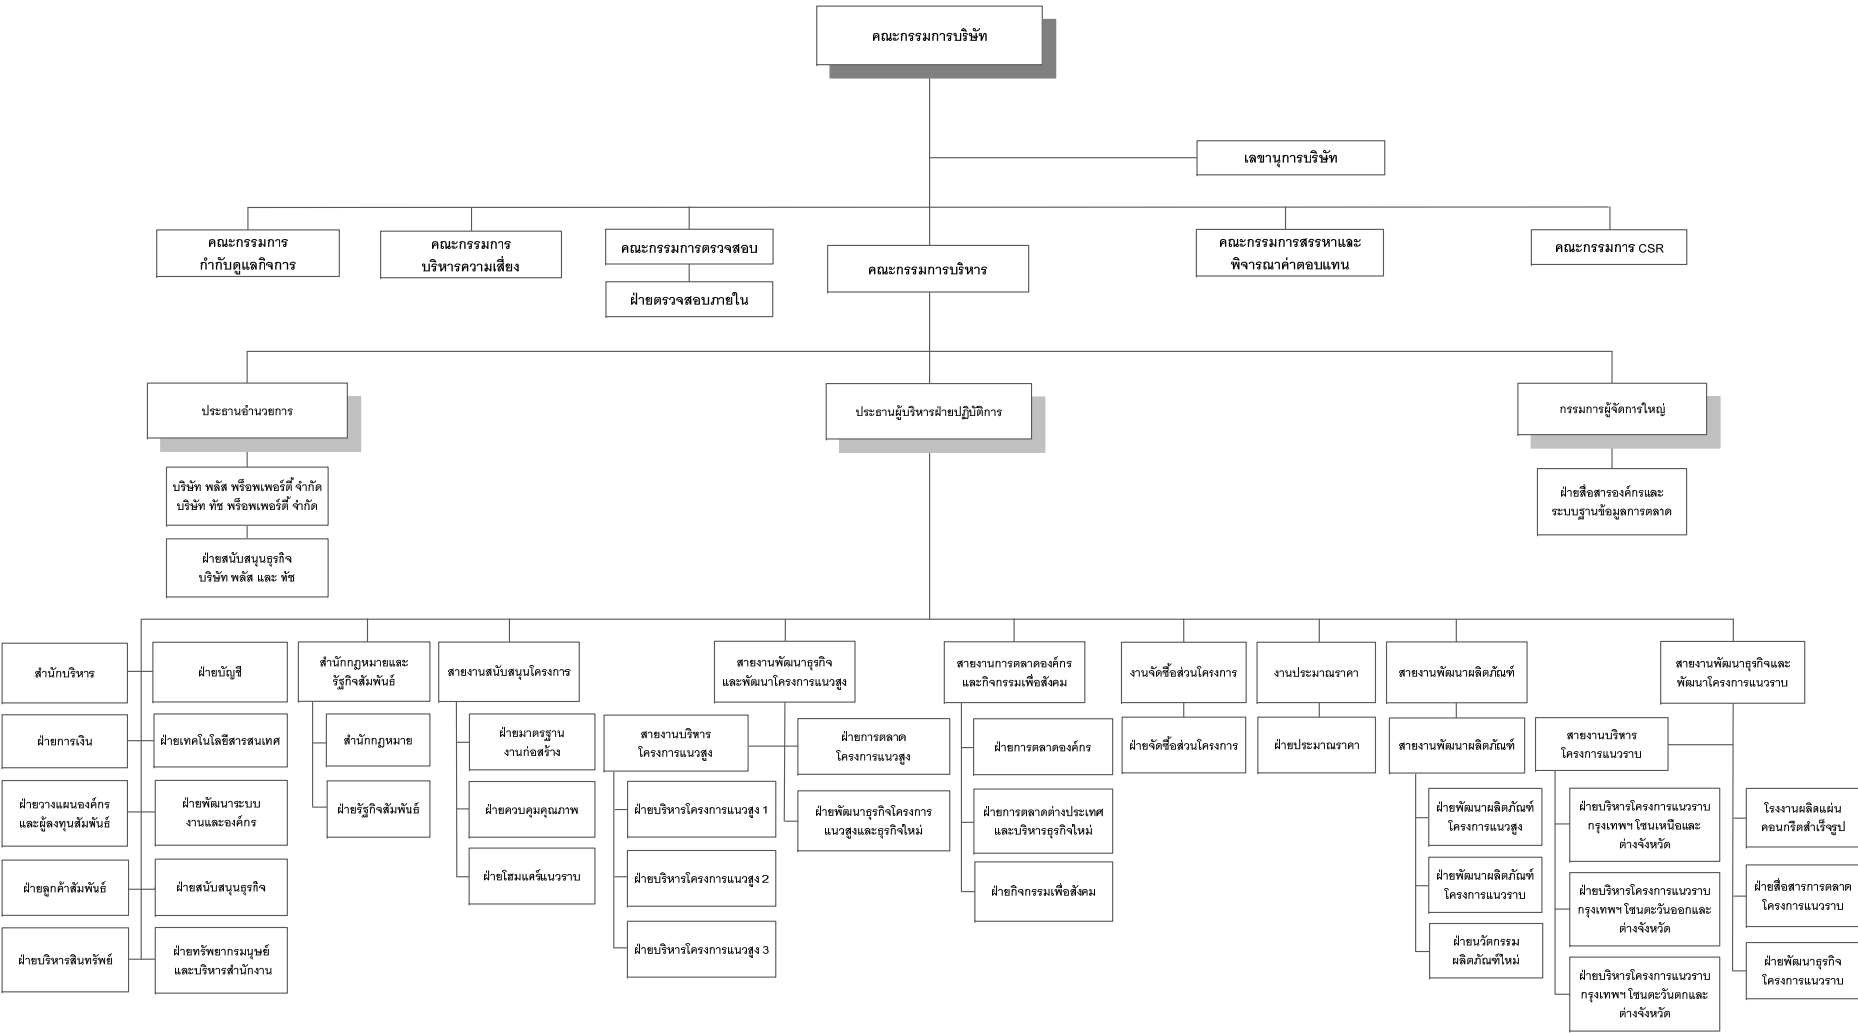 คณะกรรมการบริษัท
เลขานุการบริษัท
คณะกรรมการ
กำกับดูแลกิจการ
คณะกรรมการ
บริหารความเสี่ยง
คณะกรรมการตรวจสอบ
ฝ่ายตรวจสอบภายใน
คณะกรรมการบริหาร
คณะกรรมการสรรหาและ
พิจารณาค่าตอบแทน
คณะกรรมการ CSR
ประธานอำนวยการ
บริษัท พลัส พร็อพเพอร์ตี้ จำกัด
บริษัท ทัช พร็อพเพอร์ตี้ จำกัด
ฝ่ายสนับสนุนธุรกิจ
บริษัท พลัส และ ทัช
ประธานผู้บริหารฝ่ายปฏิบัติการ
กรรมการผู้จัดการใหญ่
ฝ่ายสื่อสารองค์กรและ
ระบบฐานข้อมูลการตลาด
สำนักบริหาร
ฝ่ายบัญชี
ฝ่ายการเงิน
ฝ่ายเทคโนโลยีสารสนเทศ
ฝ่ายวางแผนองค์กร
และผู้ลงทุนสัมพันธ์
ฝ่ายพัฒนาระบบ
งานและองค์กร
ฝ่ายลูกค้าสัมพันธ์
ฝ่ายสนับสนุนธุรกิจ
ฝ่ายบริหารสินทรัพย์
ฝ่ายทรัพยากรมนุษย์
และบริหารสำนักงาน
สำนักกฎหมายและ
รัฐกิจสัมพันธ์
สำนักกฎหมาย
ฝ่ายรัฐกิจสัมพันธ์
สายงานสนับสนุนโครงการ
ฝ่ายมาตรฐาน
งานก่อสร้าง
ฝ่ายควบคุมคุณภาพ
ฝ่ายโฮมแคร์แนวราบ
สายงานพัฒนาธุรกิจ
และพัฒนาโครงการแนวสูง
สายงานบริหาร
โครงการแนวสูง
ฝ่ายบริหารโครงการแนวสูง 1
ฝ่ายบริหารโครงการแนวสูง 2
ฝ่ายบริหารโครงการแนวสูง 3
ฝ่ายการตลาด
โครงการแนวสูง
ฝ่ายพัฒนาธุรกิจโครงการ
แนวสูงและธุรกิจใหม่
สายงานการตลาดองค์กร
และกิจกรรมเพื่อสังคม
ฝ่ายการตลาดองค์กร
ฝ่ายการตลาดต่างประเทศ
และบริหารธุรกิจใหม่
ฝ่ายกิจกรรมเพื่อสังคม
งานจัดซื้อส่วนโครงการ
ฝ่ายจัดซื้อส่วนโครงการ
งานประมาณราคา
ฝ่ายประมาณราคา
สายงานพัฒนาผลิตภัณฑ์
สายงานพัฒนาผลิตภัณฑ์
ฝ่ายพัฒนาผลิตภัณฑ์
โครงการแนวสูง
ฝ่ายพัฒนาผลิตภัณฑ์
โครงการแนวราบ
ฝ่ายนวัตกรรม
ผลิตภัณฑ์ใหม่
สายงานพัฒนาธุรกิจและ
พัฒนาโครงการแนวราบ
สายงานบริหาร
โครงการแนวราบ
ฝ่ายบริหารโครงการแนวราบ
กรุงเทพฯ โซนเหนือและ
ต่างจังหวัด
ฝ่ายบริหารโครงการแนวราบ
กรุงเทพฯ โซนตะวันออกและ
ต่างจังหวัด
ฝ่ายบริหารโครงการแนวราบ
กรุงเทพฯ โซนตะวันตกและ
ต่างจังหวัด
โรงงานผลิตแผ่น
คอนกรีตสำเร็จรูป
ฝ่ายสื่อสารการตลาด
โครงการแนวราบ
ฝ่ายพัฒนาธุรกิจ
โครงการแนวราบ